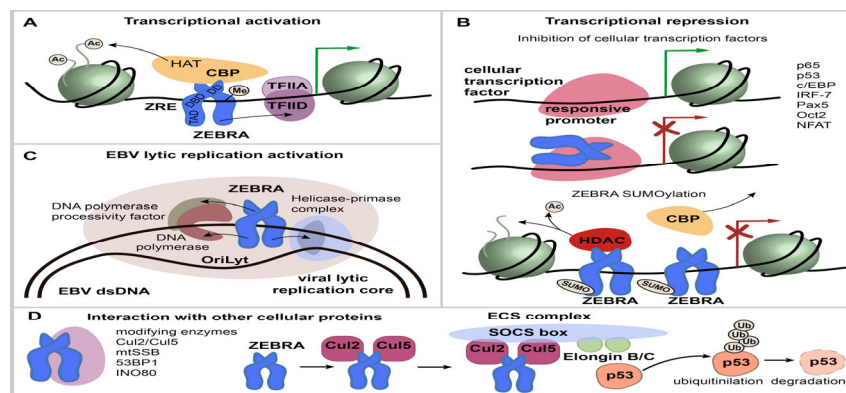 A
Transcriptional activation
Ac
Ac
HAT
CBP
DD
DBD
TAD
Me
ZRE
ZEBRA
TFIIA
TFIID
B
Transcriptional repression
Inhibition of cellular transcription factors
cellular
transcription
factor
responsive
promoter
p65
p53
c/EBP
IRF-7
Pax5
Oct2
NFAT
ZEBRA SUMOylation
Ac
HDAC
CBP
SUMO
SUMO
ZEBRA
ZEBRA
C
EBV lytic replication activation
ZEBRA
DNA polymerase
processivity factor
Helicase-primase
complex
DNA
polymerase
OriLyt
EBV dsDNA
viral lytic
replication core
D
Interaction with other cellular proteins
modifying enzymes
Cul2/Cul5
mtSSB
53BP1
INO80
ZEBRA
Cul2
Cul5
ECS complex
SOCS box
Cul2
Cul5
Elongin B/C
p53
Ub
Ub
Ub
Ub
p53
ubiquitinilation
p53
degradation